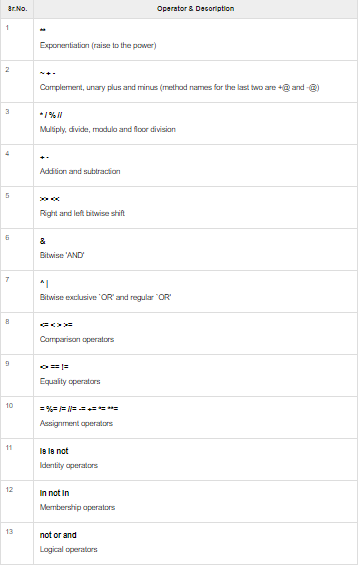 Sr.No. Operator & Description
1 **
Exponentiation (raise to the power)
2 ~ + -
Complement, unary plus and minus (method names for the last two are +@ and -@)
3 * / % //
Multiply, divide, modulo and floor division
4 + -
Addition and subtraction
5 >> <<
Right and left bitwise shift
6 &
Bitwise 'AND'
7 ^ |
Bitwise exclusive `OR' and regular `OR'
8 <= < > >=
Comparison operators
9 <> == !=
Equality operators
10 = %= /= //= -= += *= **=
Assignment operators
11 is is not
Identity operators
12 in not in
Membership operators
13 not or and
Logical operators